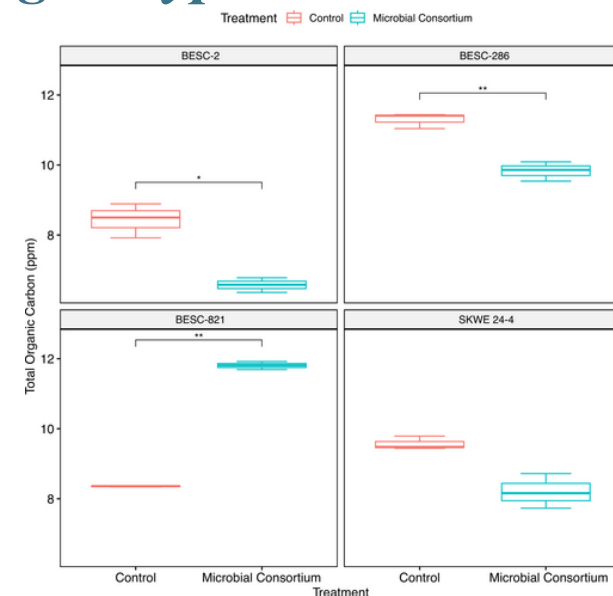 Treatment Control Microbial Consortium
BESC-2 BESC-286
12
10
8
* **
BESC-821 SKWE 24-4
12
10
8
**
Total Organic Carbon (ppm)
Control Microbial Consortium Control Microbial Consortium
Treatment